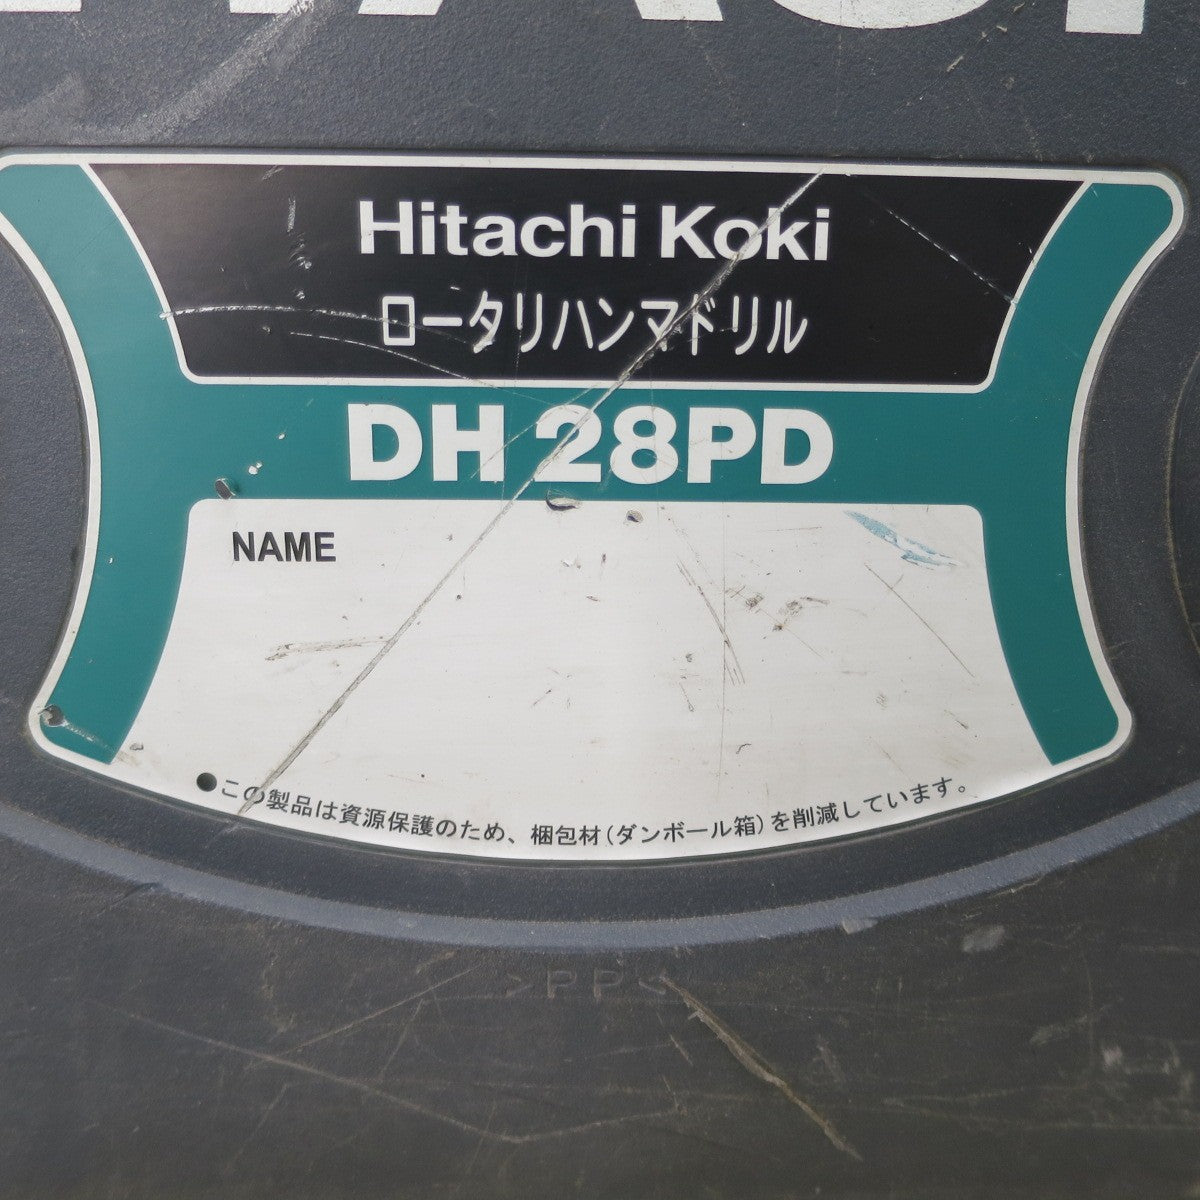 Hitachi Koki
ロータリハンマドリル
DH 28PD
NAME
●この製品は資源保護のため、梱包材(ダンボール箱)を削減しています。
>PP<